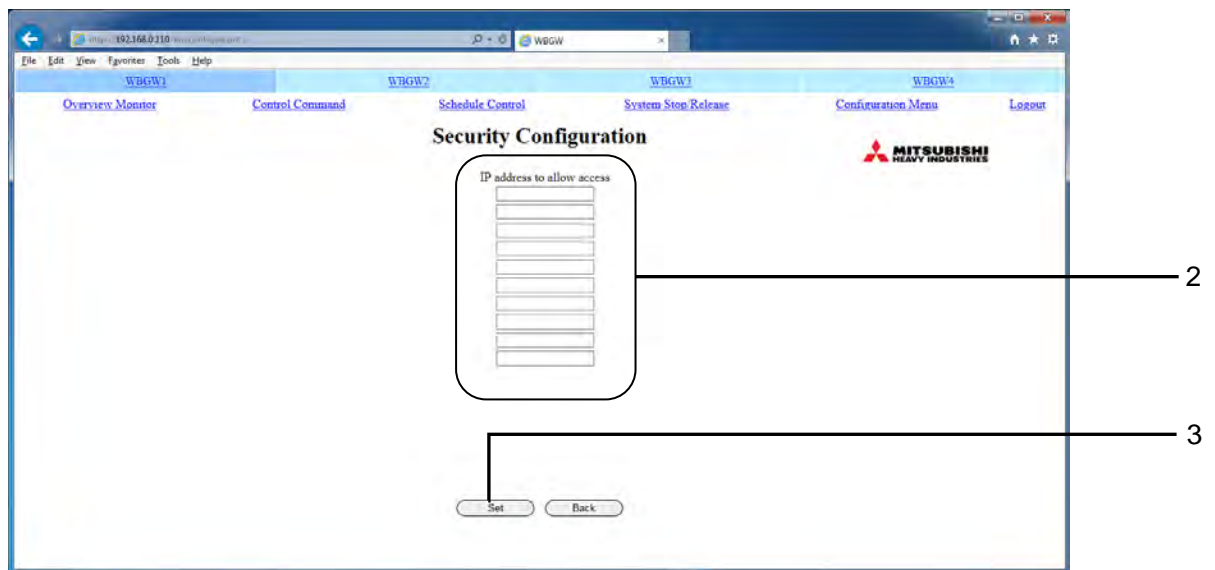 192.168.0.110
WBGW
File Edit View Favorites Tools Help
WBGW1 WBGW2 WBGW3 WBGW4
Overview Monitor Control Command Schedule Control System Stop/Release Configuration Menu Logout
Security Configuration
MITSUBISHI
HEAVY INDUSTRIES
IP address to allow access
2
3
Set Back